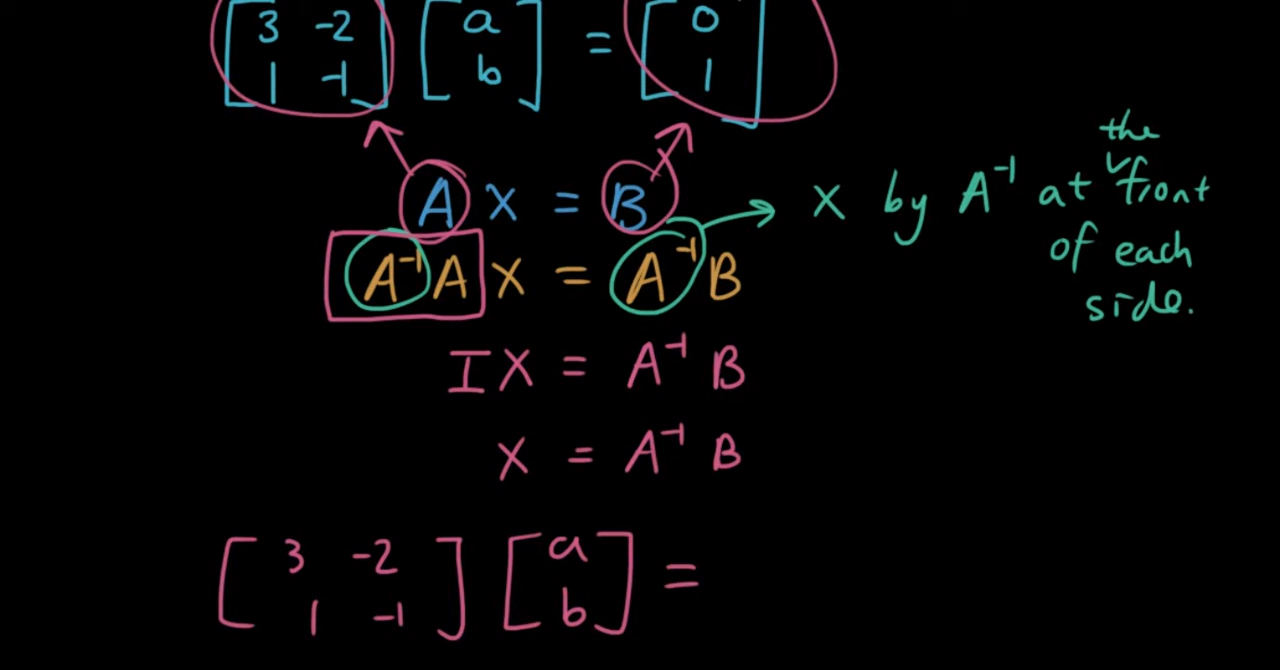 [3 -2] [a] = [0]
[1 -1] [b] [1]
A X = B
A⁻¹ A X = A⁻¹ B
X by A⁻¹ at the front
of each
side.
I X = A⁻¹ B
X = A⁻¹ B
[3 -2] [a] =
[1 -1] [b]